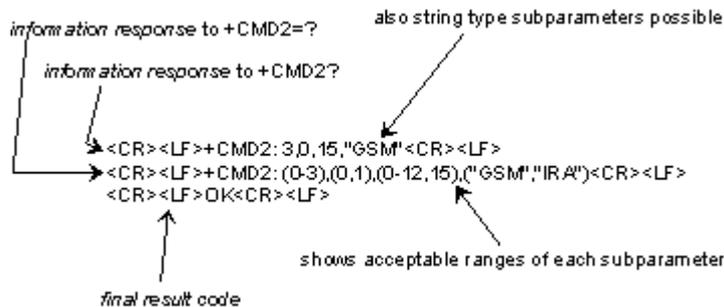 also string type subparameters possible
information response to +CMD2=?
information response to +CMD2?
<CR><LF>+CMD2: 3,0,15,"GSM"<CR><LF>
<CR><LF>+CMD2: (0-3),(0,1),(0-12,15),("GSM","IRA")<CR><LF>
<CR><LF>OK<CR><LF>
shows acceptable ranges of each subparameter
final result code